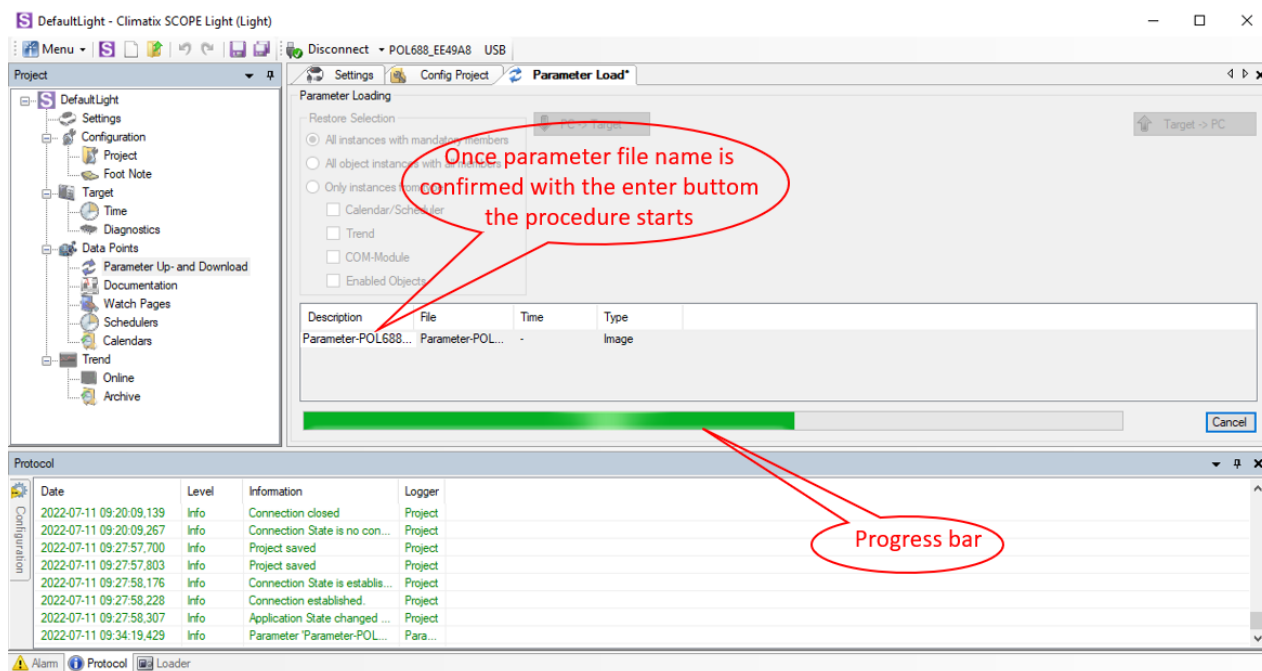 DefaultLight - Climatix SCOPE Light (Light)
Menu
Disconnect
POL688_EE49A8
USB
Project
DefaultLight
Settings
Configuration
Project
Foot Note
Target
Time
Diagnostics
Data Points
Parameter Up- and Download
Documentation
Watch Pages
Schedulers
Calendars
Trend
Online
Archive
Settings
Config Project
Parameter Load*
Parameter Loading
Restore Selection
PC -> Target
Target -> PC
All instances with mandatory members
All object instances with all members
Only instances from
Calendar/Scheduler
Trend
COM-Module
Enabled Objects
Once parameter file name is
confirmed with the enter buttom
the procedure starts
Description File Time Type
Parameter-POL688... Parameter-POL... - Image
Cancel
Progress bar
Protocol
Configuration
Date Level Information Logger
2022-07-11 09:20:09,139 Info Connection closed Project
2022-07-11 09:20:09,267 Info Connection State is no con... Project
2022-07-11 09:27:57,700 Info Project saved Project
2022-07-11 09:27:57,803 Info Project saved Project
2022-07-11 09:27:58,176 Info Connection State is establis... Project
2022-07-11 09:27:58,228 Info Connection established. Project
2022-07-11 09:27:58,307 Info Application State changed ... Project
2022-07-11 09:34:19,429 Info Parameter 'Parameter-POL... Para...
Alarm
Protocol
Loader